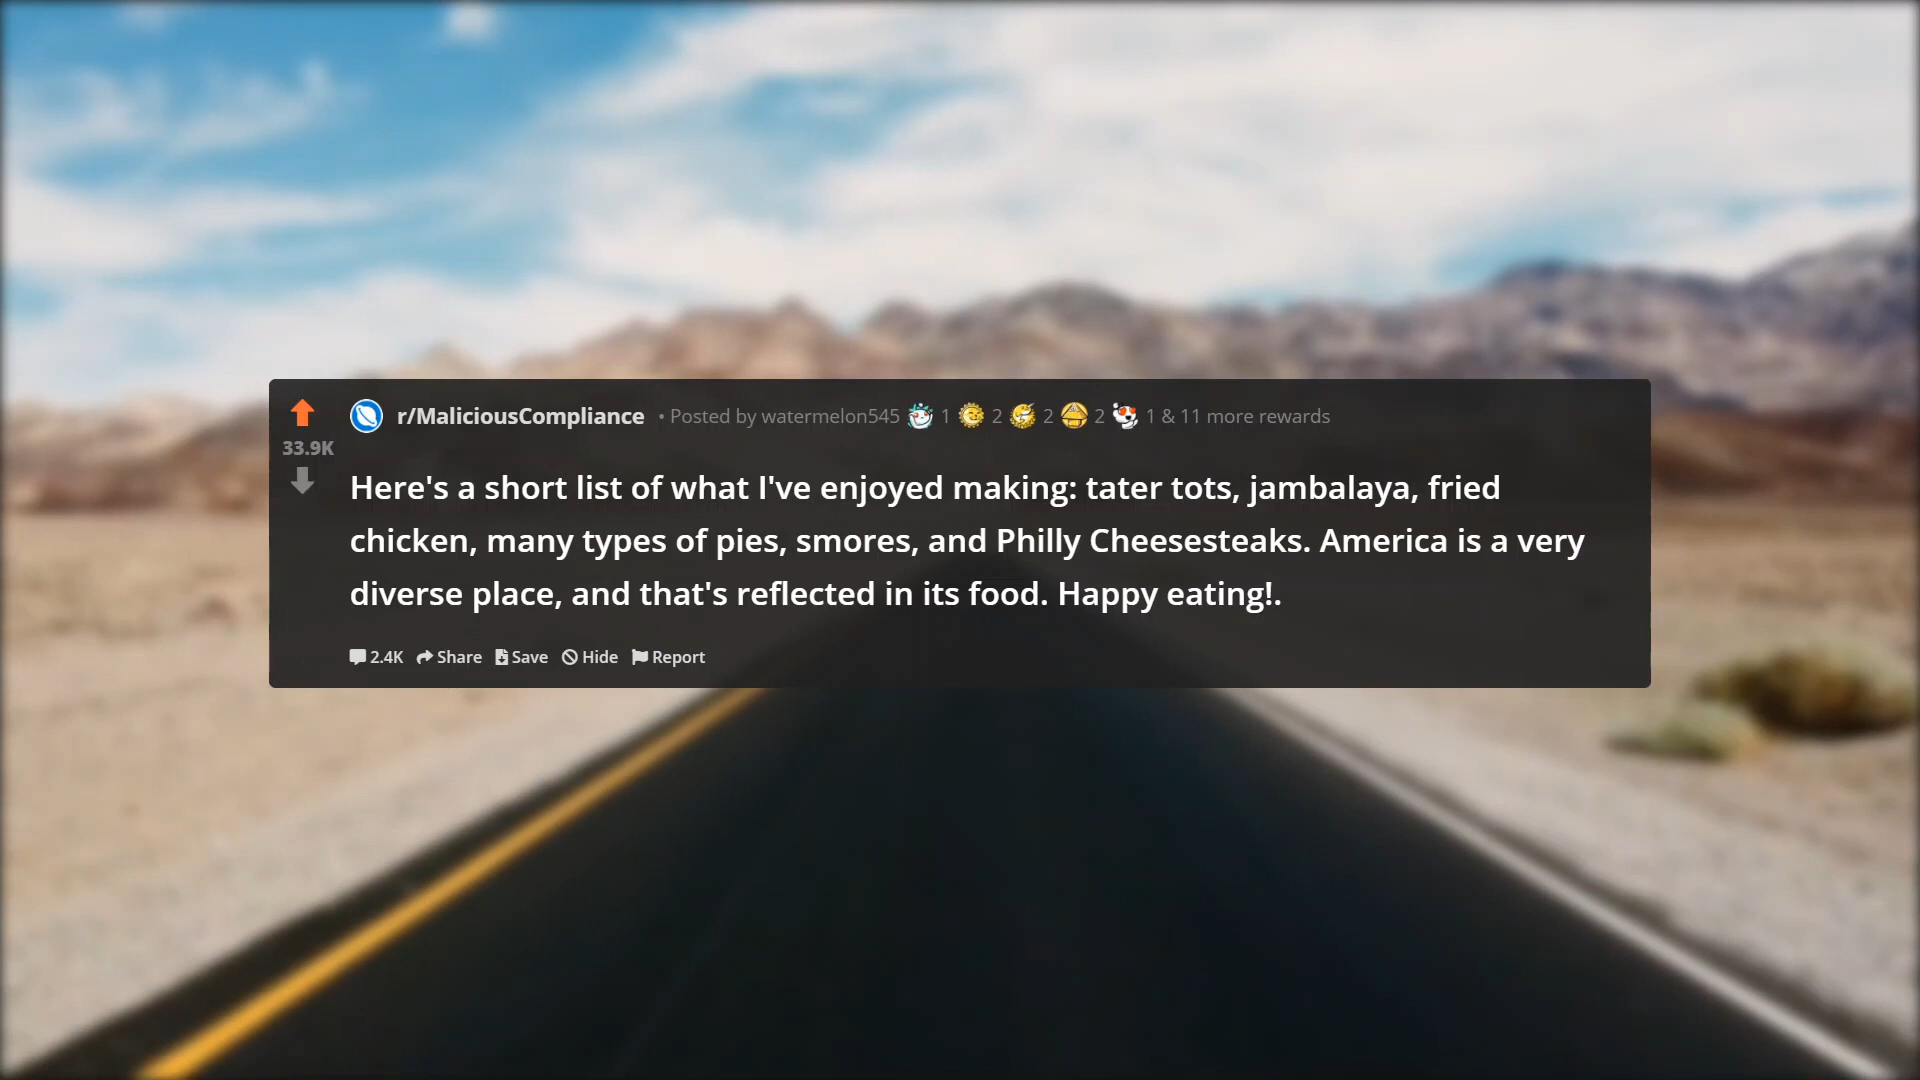 r/MaliciousCompliance • Posted by watermelon545 1 2 2 2 1 & 11 more rewards
33.9K
Here's a short list of what I've enjoyed making: tater tots, jambalaya, fried
chicken, many types of pies, smores, and Philly Cheesesteaks. America is a very
diverse place, and that's reflected in its food. Happy eating!.
2.4K Share Save Hide Report